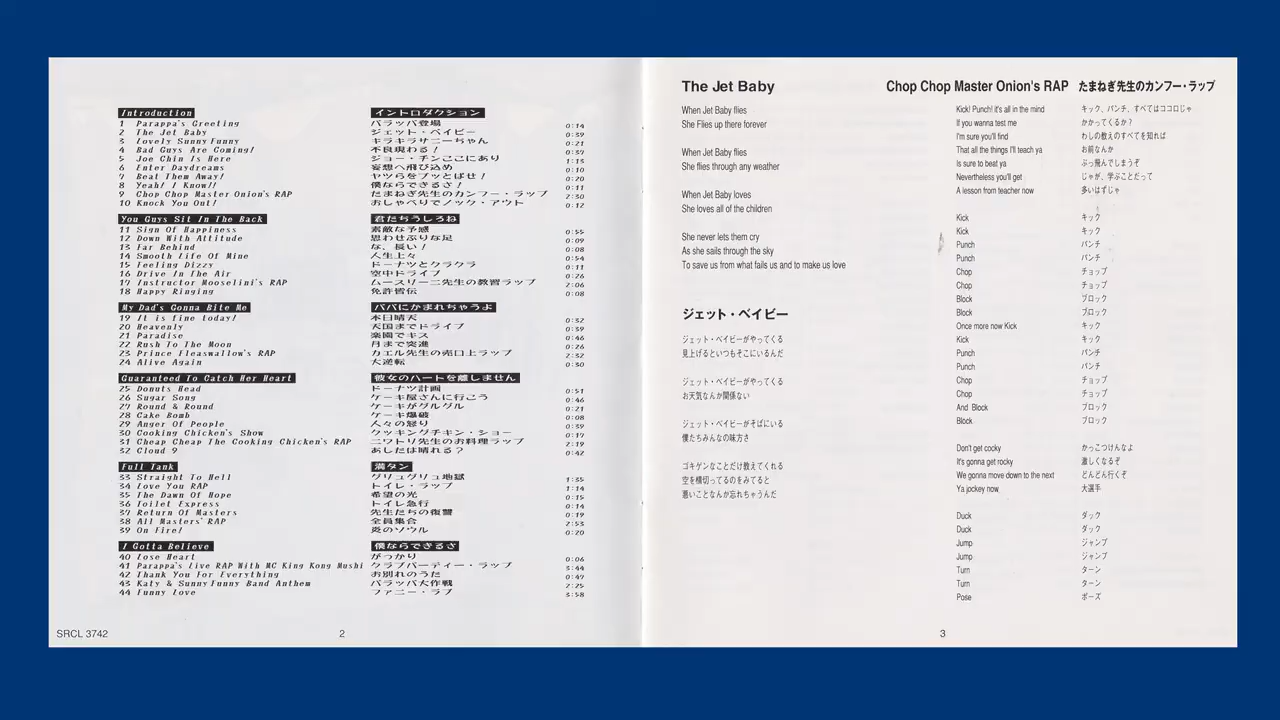 Introduction イントロダクション
1 Parappa's Greeting パラッパ登場 0:14
2 The Jet Baby ジェット・ベイビー 0:39
3 Lovely Sunny Funny キラキラサニーちゃん 0:21
4 Bad Guys Are Coming! 不良現わる! 0:39
5 Joe Chin Is Here ジョー・チンここにあり 1:13
6 Enter Daydreams 妄想へ飛び込め 0:10
7 Beat Them Away! ヤツらをブッとばせ! 0:20
8 Yeah! I Know!! 僕ならできるさ! 0:11
9 Chop Chop Master Onion's RAP たまねぎ先生のカンフー・ラップ 2:30
10 Knock You Out! おしゃべりでノック・アウト 0:12
You Guys Sit In The Back 君たちうしろね
11 Sign Of Happiness 素敵な予感 0:55
12 Down With Attitude 思わせぶりな足 0:09
13 Far Behind な、長い! 0:08
14 Smooth Life Of Mine 人生上々 0:54
15 Feeling Dizzy ドーナツとクラクラ 0:11
16 Drive In The Air 空中ドライブ 0:26
17 Instructor Mooselini's RAP ムースリーニ先生の教習ラップ 2:06
18 Happy Ringing 免許皆伝 0:08
My Dad's Gonna Bite Me パパにかまれちゃうよ
19 It is fine today! 本日晴天 0:32
20 Heavenly 天国までドライブ 0:39
21 Paradise 楽園でキス 0:46
22 Rush To The Moon 月まで突進 0:26
23 Prince Fleaswallow's RAP カエル先生の売口上ラップ 2:32
24 Alive Again 大逆転 0:30
Guaranteed To Catch Her Heart 彼女のハートを離しません
25 Donuts Head ドーナツ計画 0:51
26 Sugar Song ケーキ屋さんに行こう 0:46
27 Round & Round ケーキがグルグル 0:21
28 Cake Bomb ケーキ爆破 0:08
29 Anger Of People 人々の怒り 0:39
30 Cooking Chicken's Show クッキングチキン・ショー 0:17
31 Cheap Cheap The Cooking Chicken's RAP ニワトリ先生のお料理ラップ 2:19
32 Cloud 9 あしたは晴れる? 0:42
Full Tank 満タン
33 Straight To Hell グリュグリュ地獄 1:35
34 Love You RAP トイレ・ラップ 1:14
35 The Dawn Of Hope 希望の光 0:15
36 Toilet Express トイレ急行 0:14
37 Return Of Masters 先生たちの復讐 0:19
38 All Masters' RAP 全員集合 2:53
39 On Fire! 炎のソウル 0:20
I Gotta Believe 僕ならできるさ
40 Lose Heart がっかり 0:06
41 Parappa's Live RAP With MC King Kong Mushi クラブパーティー・ラップ 3:44
42 Thank You For Everything お別れのうた 0:47
43 Katy & Sunny Funny Band Anthem パラッパ大作戦 2:25
44 Funny Love ファニー・ラブ 3:58
SRCL 3742
2
The Jet Baby
When Jet Baby flies
She Flies up there forever
When Jet Baby flies
She flies through any weather
When Jet Baby loves
She loves all of the children
She never lets them cry
As she sails through the sky
To save us from what fails us and to make us love
ジェット・ベイビー
ジェット・ベイビーがやってくる
見上げるといつもそこにいるんだ
ジェット・ベイビーがやってくる
お天気なんか関係ない
ジェット・ベイビーがそばにいる
僕たちみんなの味方さ
ゴキゲンなことだけ教えてくれる
空を横切ってるのをみてると
悪いことなんか忘れちゃうんだ
Chop Chop Master Onion's RAP たまねぎ先生のカンフー・ラップ
Kick! Punch! it's all in the mind キック、パンチ、すべてはココロじゃ
If you wanna test me かかってくるか?
I'm sure you'll find わしの教えのすべてを知れば
That all the things I'll teach ya お前なんか
Is sure to beat ya ぶっ飛んでしまうぞ
Nevertheless you'll get じゃが、学ぶことだって
A lesson from teacher now 多いはずじゃ
Kick キック
Kick キック
Punch パンチ
Punch パンチ
Chop チョップ
Chop チョップ
Block ブロック
Block ブロック
Once more now Kick キック
Kick キック
Punch パンチ
Punch パンチ
Chop チョップ
Chop チョップ
And Block ブロック
Block ブロック
Don't get cocky かっこつけんなよ
It's gonna get rocky 激しくなるぞ
We gonna move down to the next どんどん行くぞ
Ya jockey now 大選手
Duck ダック
Duck ダック
Jump ジャンプ
Jump ジャンプ
Turn ターン
Turn ターン
Pose ポーズ
3